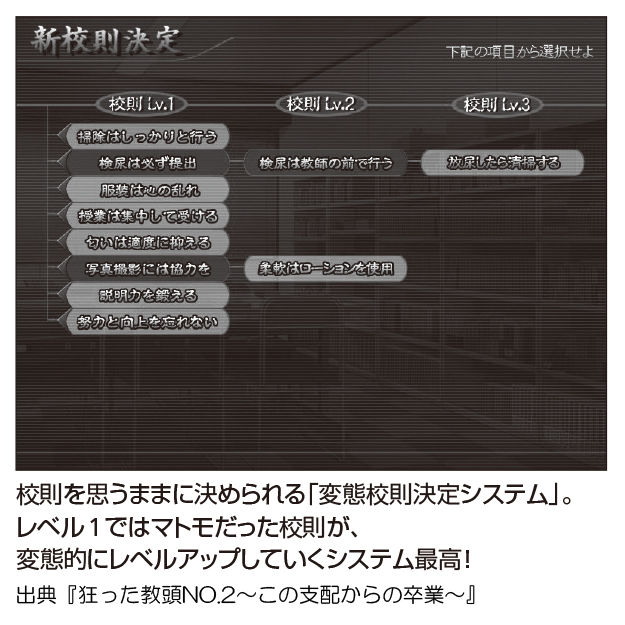 新校則決定
下記の項目から選択せよ
校則 Lv.1
校則 Lv.2
校則 Lv.3
掃除はしっかりと行う
検尿は必ず提出
検尿は教師の前で行う
放尿したら清掃する
服装は心の乱れ
授業は集中して受ける
匂いは適度に抑える
写真撮影には協力を
柔軟はローションを使用
説明力を鍛える
努力と向上を忘れない
校則を思うままに決められる「変態校則決定システム」。
レベル1ではマトモだった校則が、
変態的にレベルアップしていくシステム最高!
出典『狂った教頭NO.2〜この支配からの卒業〜』